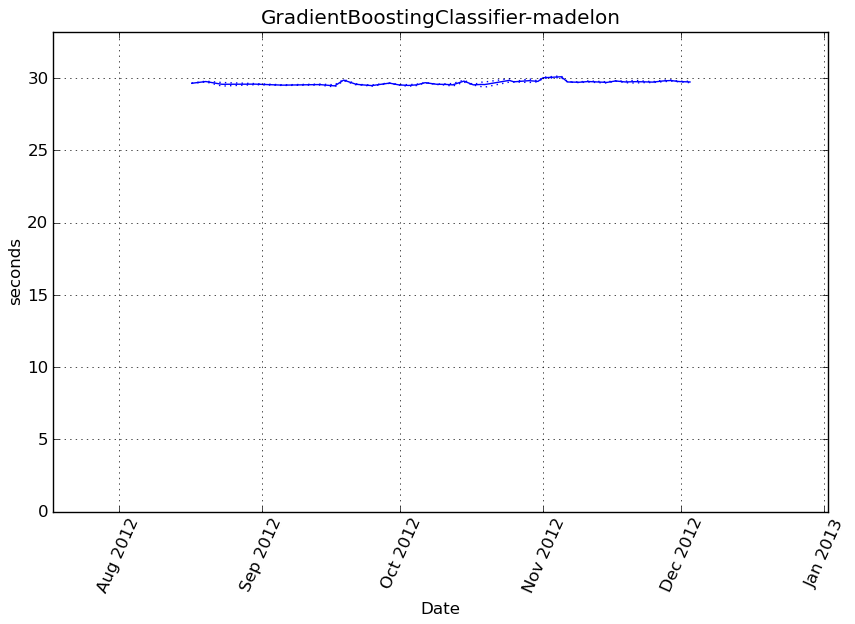 GradientBoostingClassifier-madelon
30
25
20
15
10
5
0
seconds
Aug 2012
Sep 2012
Oct 2012
Nov 2012
Dec 2012
Jan 2013
Date